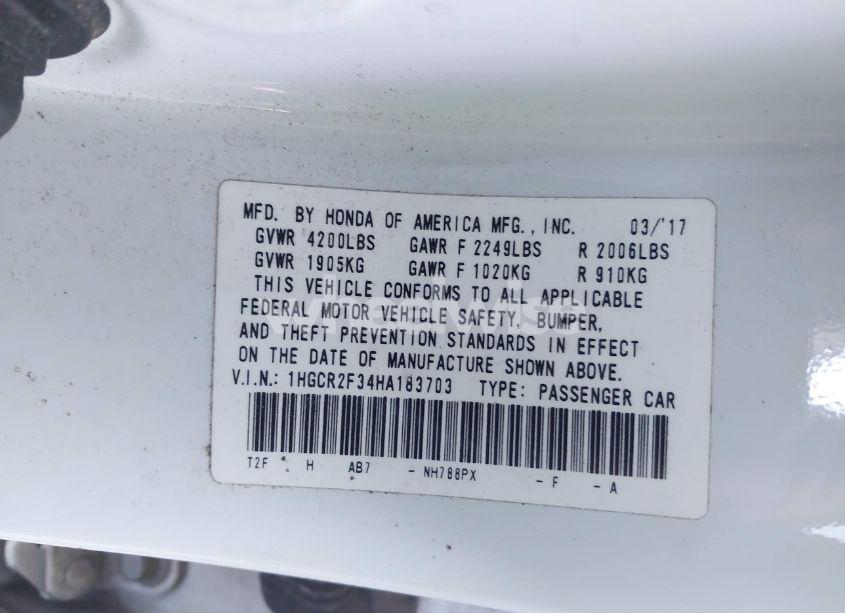 MFD. BY HONDA OF AMERICA MFG., INC. 03/'17
GVWR 4200LBS GAWR F 2249LBS R 2006LBS
GVWR 1905KG GAWR F 1020KG R 910KG
THIS VEHICLE CONFORMS TO ALL APPLICABLE
FEDERAL MOTOR VEHICLE SAFETY, BUMPER,
AND THEFT PREVENTION STANDARDS IN EFFECT
ON THE DATE OF MANUFACTURE SHOWN ABOVE.
V.I.N.: 1HGCR2F34HA183703 TYPE: PASSENGER CAR
T2F H AB7 - NH788PX - F - A